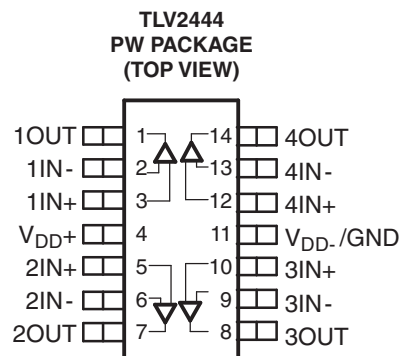 TLV2444
PW PACKAGE
(TOP VIEW)
1OUT 1 14 4OUT
1IN- 2 13 4IN-
1IN+ 3 12 4IN+
VDD+ 4 11 VDD- /GND
2IN+ 5 10 3IN+
2IN- 6 9 3IN-
2OUT 7 8 3OUT